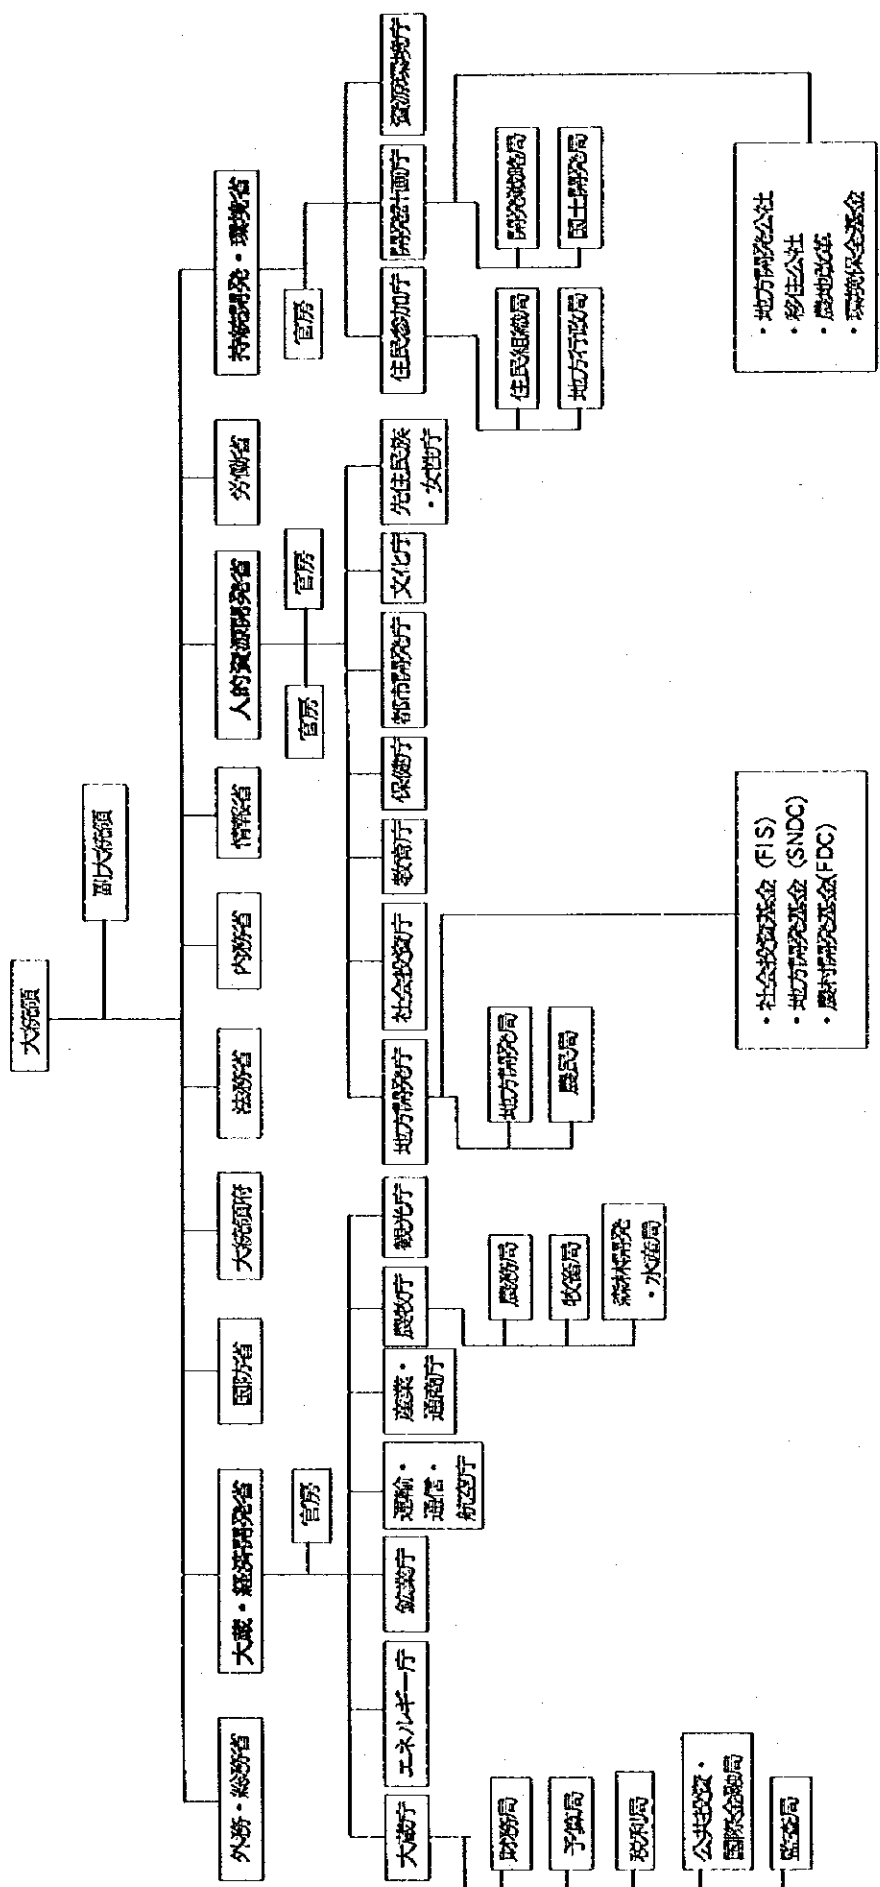 大統領
副大統領
外務・総務省
大蔵・経済開発省
国防省
大統領府
法務省
内務省
情報省
人的資源開発省
労働省
持続開発・環境省
官房
官房
官房
官房
大蔵庁
エネルギー庁
鉱業庁
運輸・
通信・
航空庁
産業・
通商庁
農牧庁
観光庁
地方開発庁
社会投資庁
教育庁
保健庁
都市開発庁
文化庁
先住民族
・女性庁
住民参加庁
開発計画庁
資源環境庁
財務局
予算局
税利局
公共投資・
国際金融局
監査局
農務局
牧畜局
森林開発
・水産局
地方開発局
農民局
住民組織局
地方行政局
開発戦略局
国土開発局
・社会投資基金 (FIS)
・地方開発基金 (SNDC)
・農村開発基金(FDC)
・地方開発公社
・移住公社
・農地改革
・環境保全基金